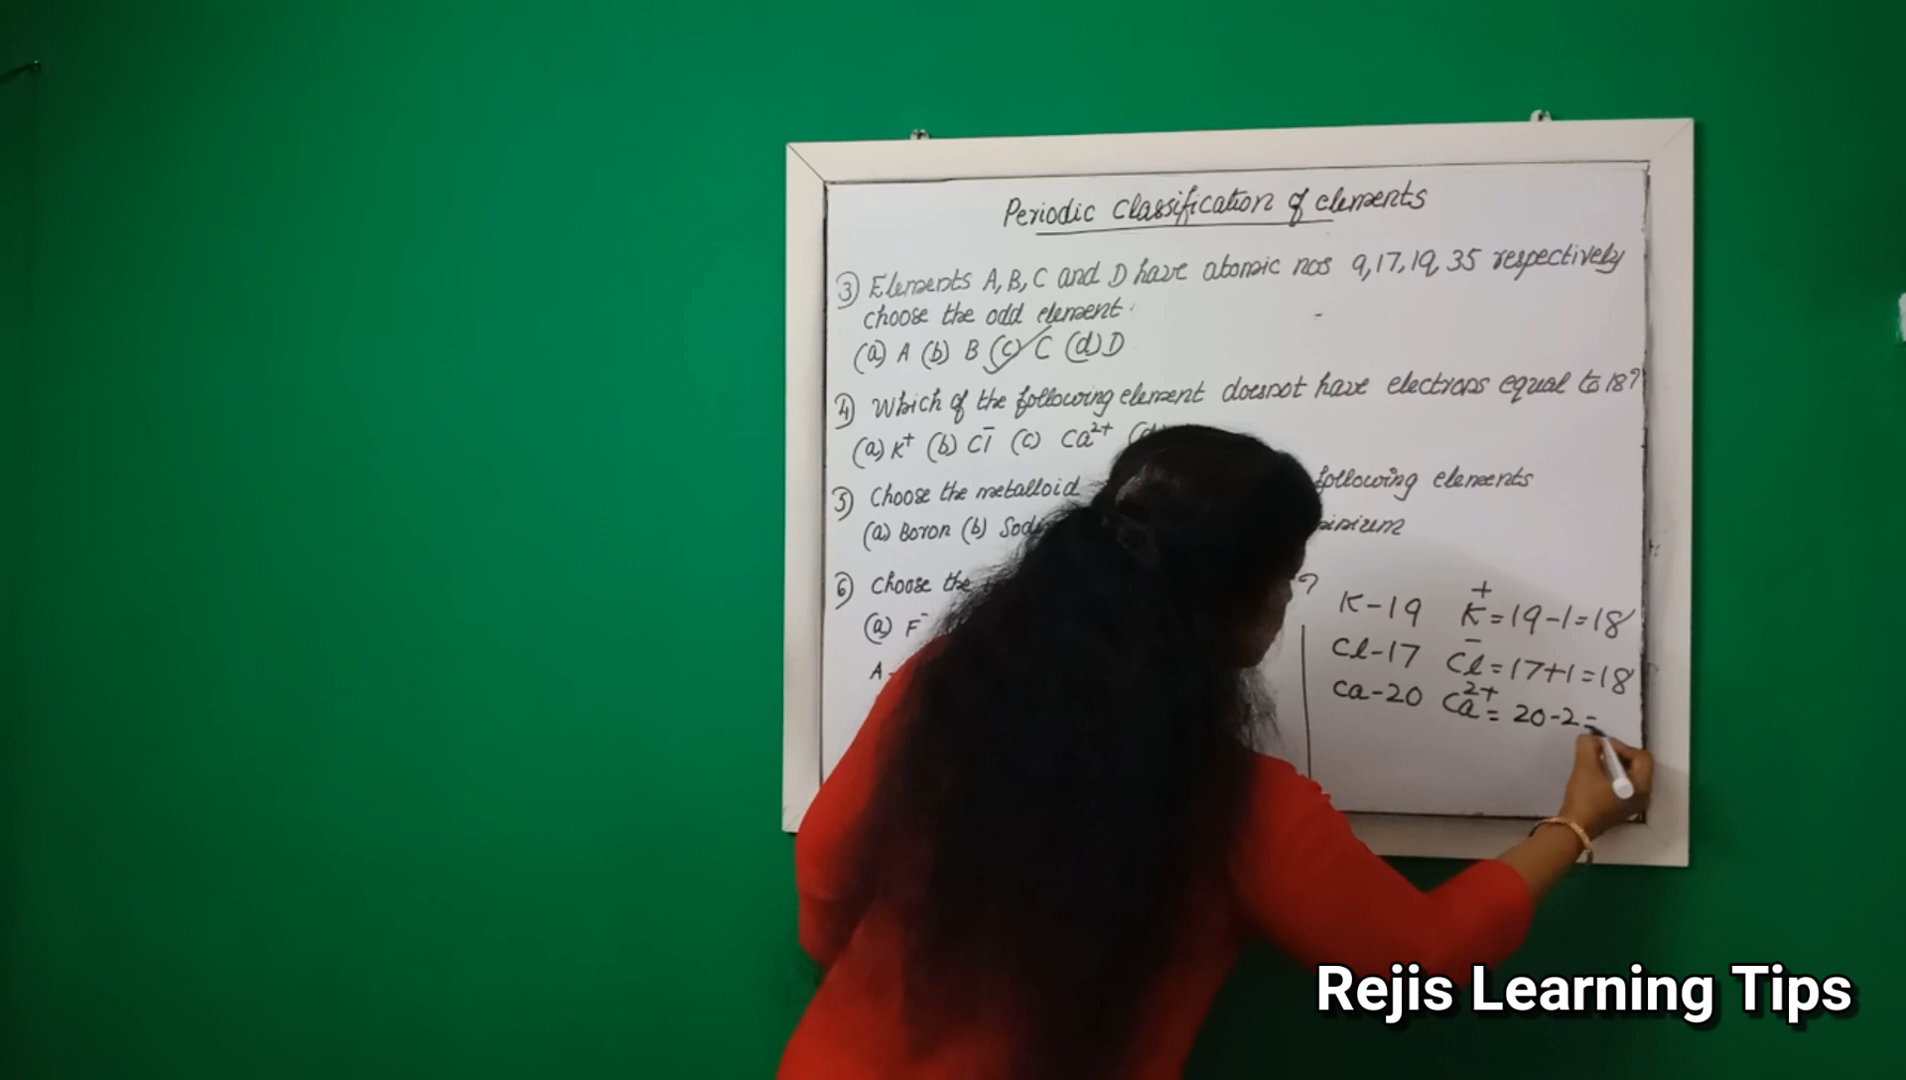 Periodic Classification of elements
③ Elements A, B, C and D have atomic nos 9,17,19,35 respectively
choose the odd element.
(a) A (b) B (c) C (d) D
④ Which of the following element doesnot have electrons equal to 18?
(a) K⁺ (b) Cl⁻ (c) Ca²⁺ (d)
⑤ Choose the metalloid following elements
(a) Boron (b)
⑥ Choose the ?
(a) F⁻
A -
K-19 K⁺ = 19-1=18
Cl-17 Cl⁻ = 17+1=18
Ca-20 Ca²⁺ = 20-2=
Rejis Learning Tips